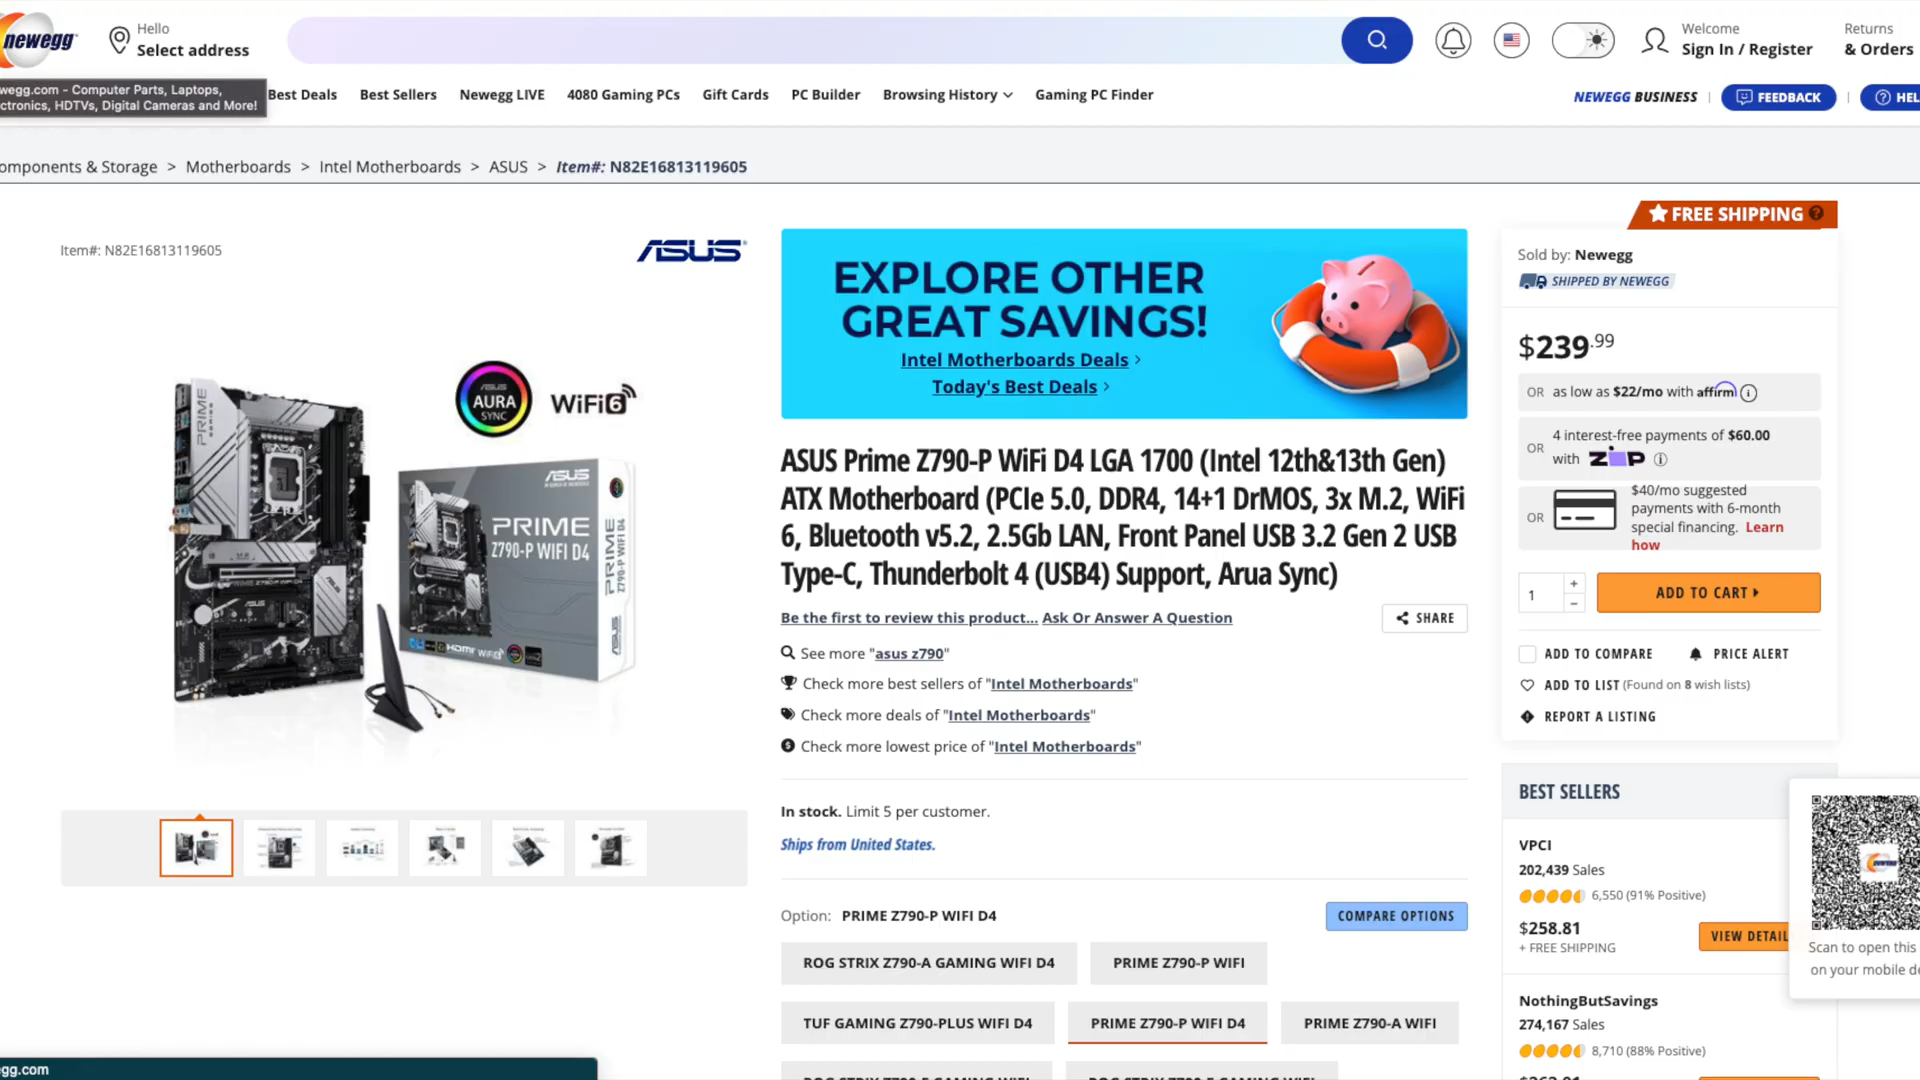 newegg
Hello
Select address
Welcome
Sign In / Register
Returns
& Orders
wegg.com - Computer Parts, Laptops,
ctronics, HDTVs, Digital Cameras and More!
Best Deals
Best Sellers
Newegg LIVE
4080 Gaming PCs
Gift Cards
PC Builder
Browsing History
Gaming PC Finder
NEWEGG BUSINESS
FEEDBACK
HEL
omponents & Storage > Motherboards > Intel Motherboards > ASUS > Item#: N82E16813119605
Item#: N82E16813119605
ASUS
ASUS
AURA
SYNC
WiFi6
PRIME
ASUS
PRIME
Z790-P WIFI D4
PRIME
Z790-P WIFI D4
ASUS
HDMI WiFi6
EXPLORE OTHER
GREAT SAVINGS!
Intel Motherboards Deals >
Today's Best Deals >
ASUS Prime Z790-P WiFi D4 LGA 1700 (Intel 12th&13th Gen)
ATX Motherboard (PCIe 5.0, DDR4, 14+1 DrMOS, 3x M.2, WiFi
6, Bluetooth v5.2, 2.5Gb LAN, Front Panel USB 3.2 Gen 2 USB
Type-C, Thunderbolt 4 (USB4) Support, Arua Sync)
Be the first to review this product... Ask Or Answer A Question
SHARE
See more "asus z790"
Check more best sellers of "Intel Motherboards"
Check more deals of "Intel Motherboards"
Check more lowest price of "Intel Motherboards"
In stock. Limit 5 per customer.
Ships from United States.
Option: PRIME Z790-P WIFI D4
COMPARE OPTIONS
ROG STRIX Z790-A GAMING WIFI D4
PRIME Z790-P WIFI
TUF GAMING Z790-PLUS WIFI D4
PRIME Z790-P WIFI D4
PRIME Z790-A WIFI
FREE SHIPPING
Sold by: Newegg
SHIPPED BY NEWEGG
$239.99
OR as low as $22/mo with affirm
OR 4 interest-free payments of $60.00
with ZIP
OR $40/mo suggested
payments with 6-month
special financing. Learn
how
1
+
-
ADD TO CART
ADD TO COMPARE
PRICE ALERT
ADD TO LIST (Found on 8 wish lists)
REPORT A LISTING
BEST SELLERS
VPCI
202,439 Sales
6,550 (91% Positive)
$258.81
+ FREE SHIPPING
VIEW DETAIL
NothingButSavings
274,167 Sales
8,710 (88% Positive)
newegg
Scan to open this
on your mobile de
gg.com